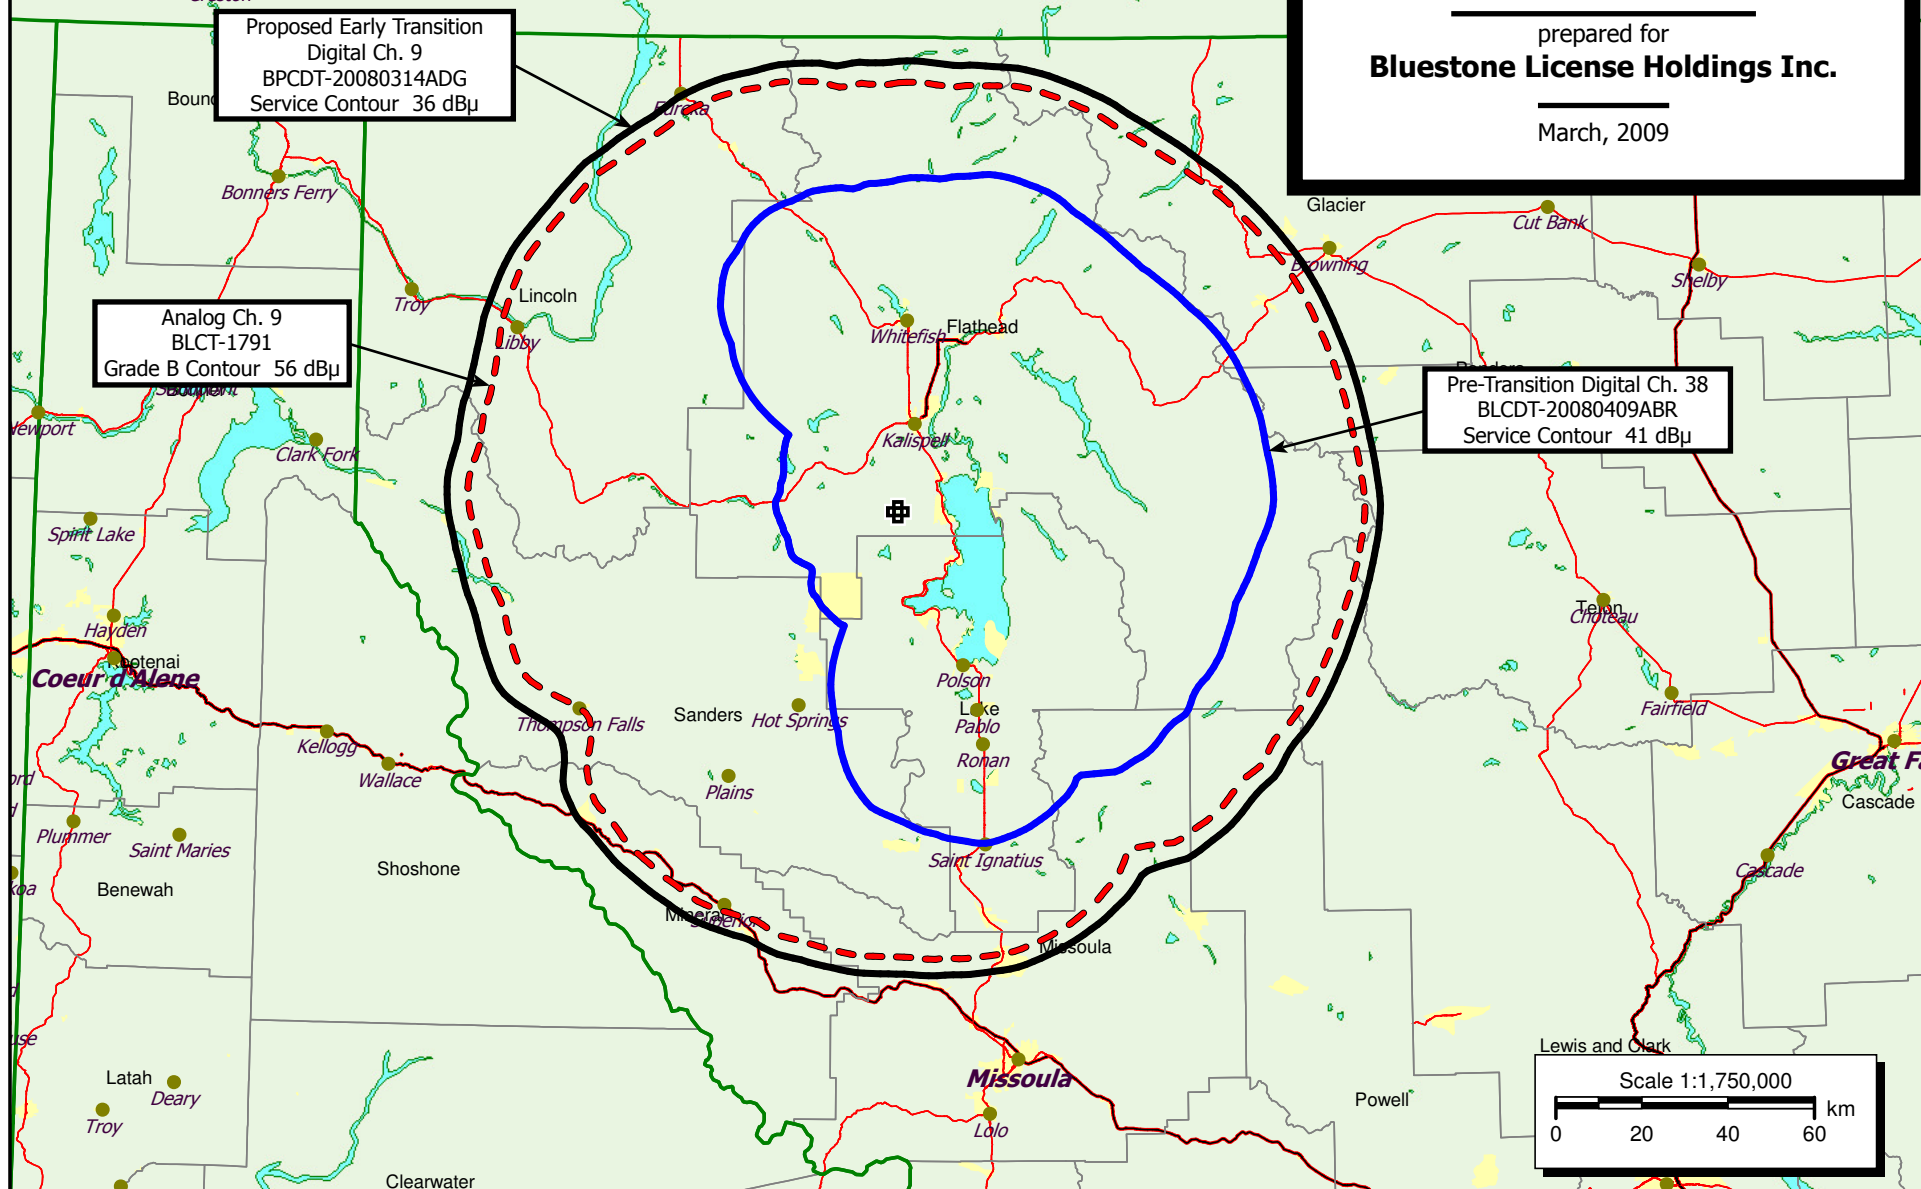 prepared for
Bluestone License Holdings Inc.
March, 2009
Proposed Early Transition
Digital Ch. 9
BPCDT-20080314ADG
Service Contour 36 dBµ
Analog Ch. 9
BLCT-1791
Grade B Contour 56 dBµ
Pre-Transition Digital Ch. 38
BLCDT-20080409ABR
Service Contour 41 dBµ
Eureka
Bonners Ferry
Glacier
Cut Bank
Browning
Shelby
Troy
Lincoln
Libby
Whitefish
Flathead
Kalispell
Newport
Clark Fork
Spirit Lake
Hayden
Kootenai
Coeur d'Alene
Teton
Choteau
Polson
Fairfield
Thompson Falls
Sanders
Hot Springs
Lake
Pablo
Ronan
Kellogg
Wallace
Plains
Great Fa
Cascade
Plummer
Saint Maries
Saint Ignatius
Shoshone
Benewah
Cascade
Mineral
Superior
Missoula
Latah
Deary
Troy
Missoula
Lolo
Lewis and Clark
Powell
Clearwater
Scale 1:1,750,000
km
0 20 40 60